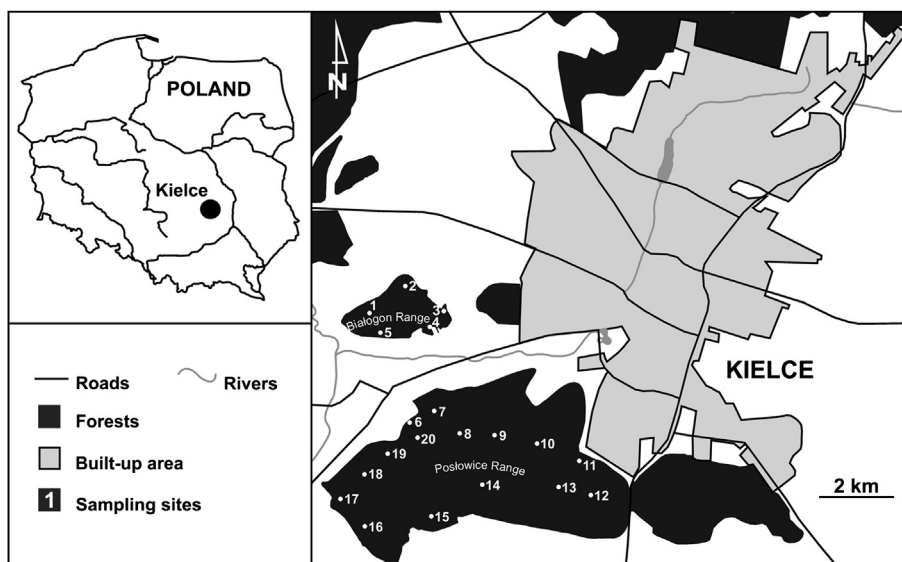 POLAND
Kielce
Roads
Rivers
Forests
Built-up area
1 Sampling sites
N
1
2
3
Białogon Range
4
5
KIELCE
6
7
20
8
9
10
19
11
Posłowice Range
18
14
13
12
17
15
16
2 km